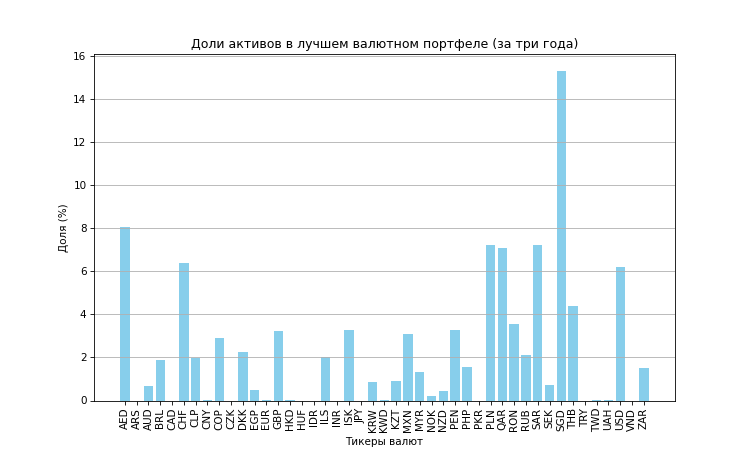 Доли активов в лучшем валютном портфеле (за три года)
Доля (%)
16
14
12
10
8
6
4
2
0
AED ARS AUD BRL CAD CHF CLP CNY COP CZK DKK EGP EUR GBP HKD HUF IDR ILS INR ISK JPY KRW KWD KZT MXN MYR NOK NZD PEN PHP PKR PLN QAR RON RUB SAR SEK SGD THB TRY TWD UAH USD VND ZAR
Тикеры валют